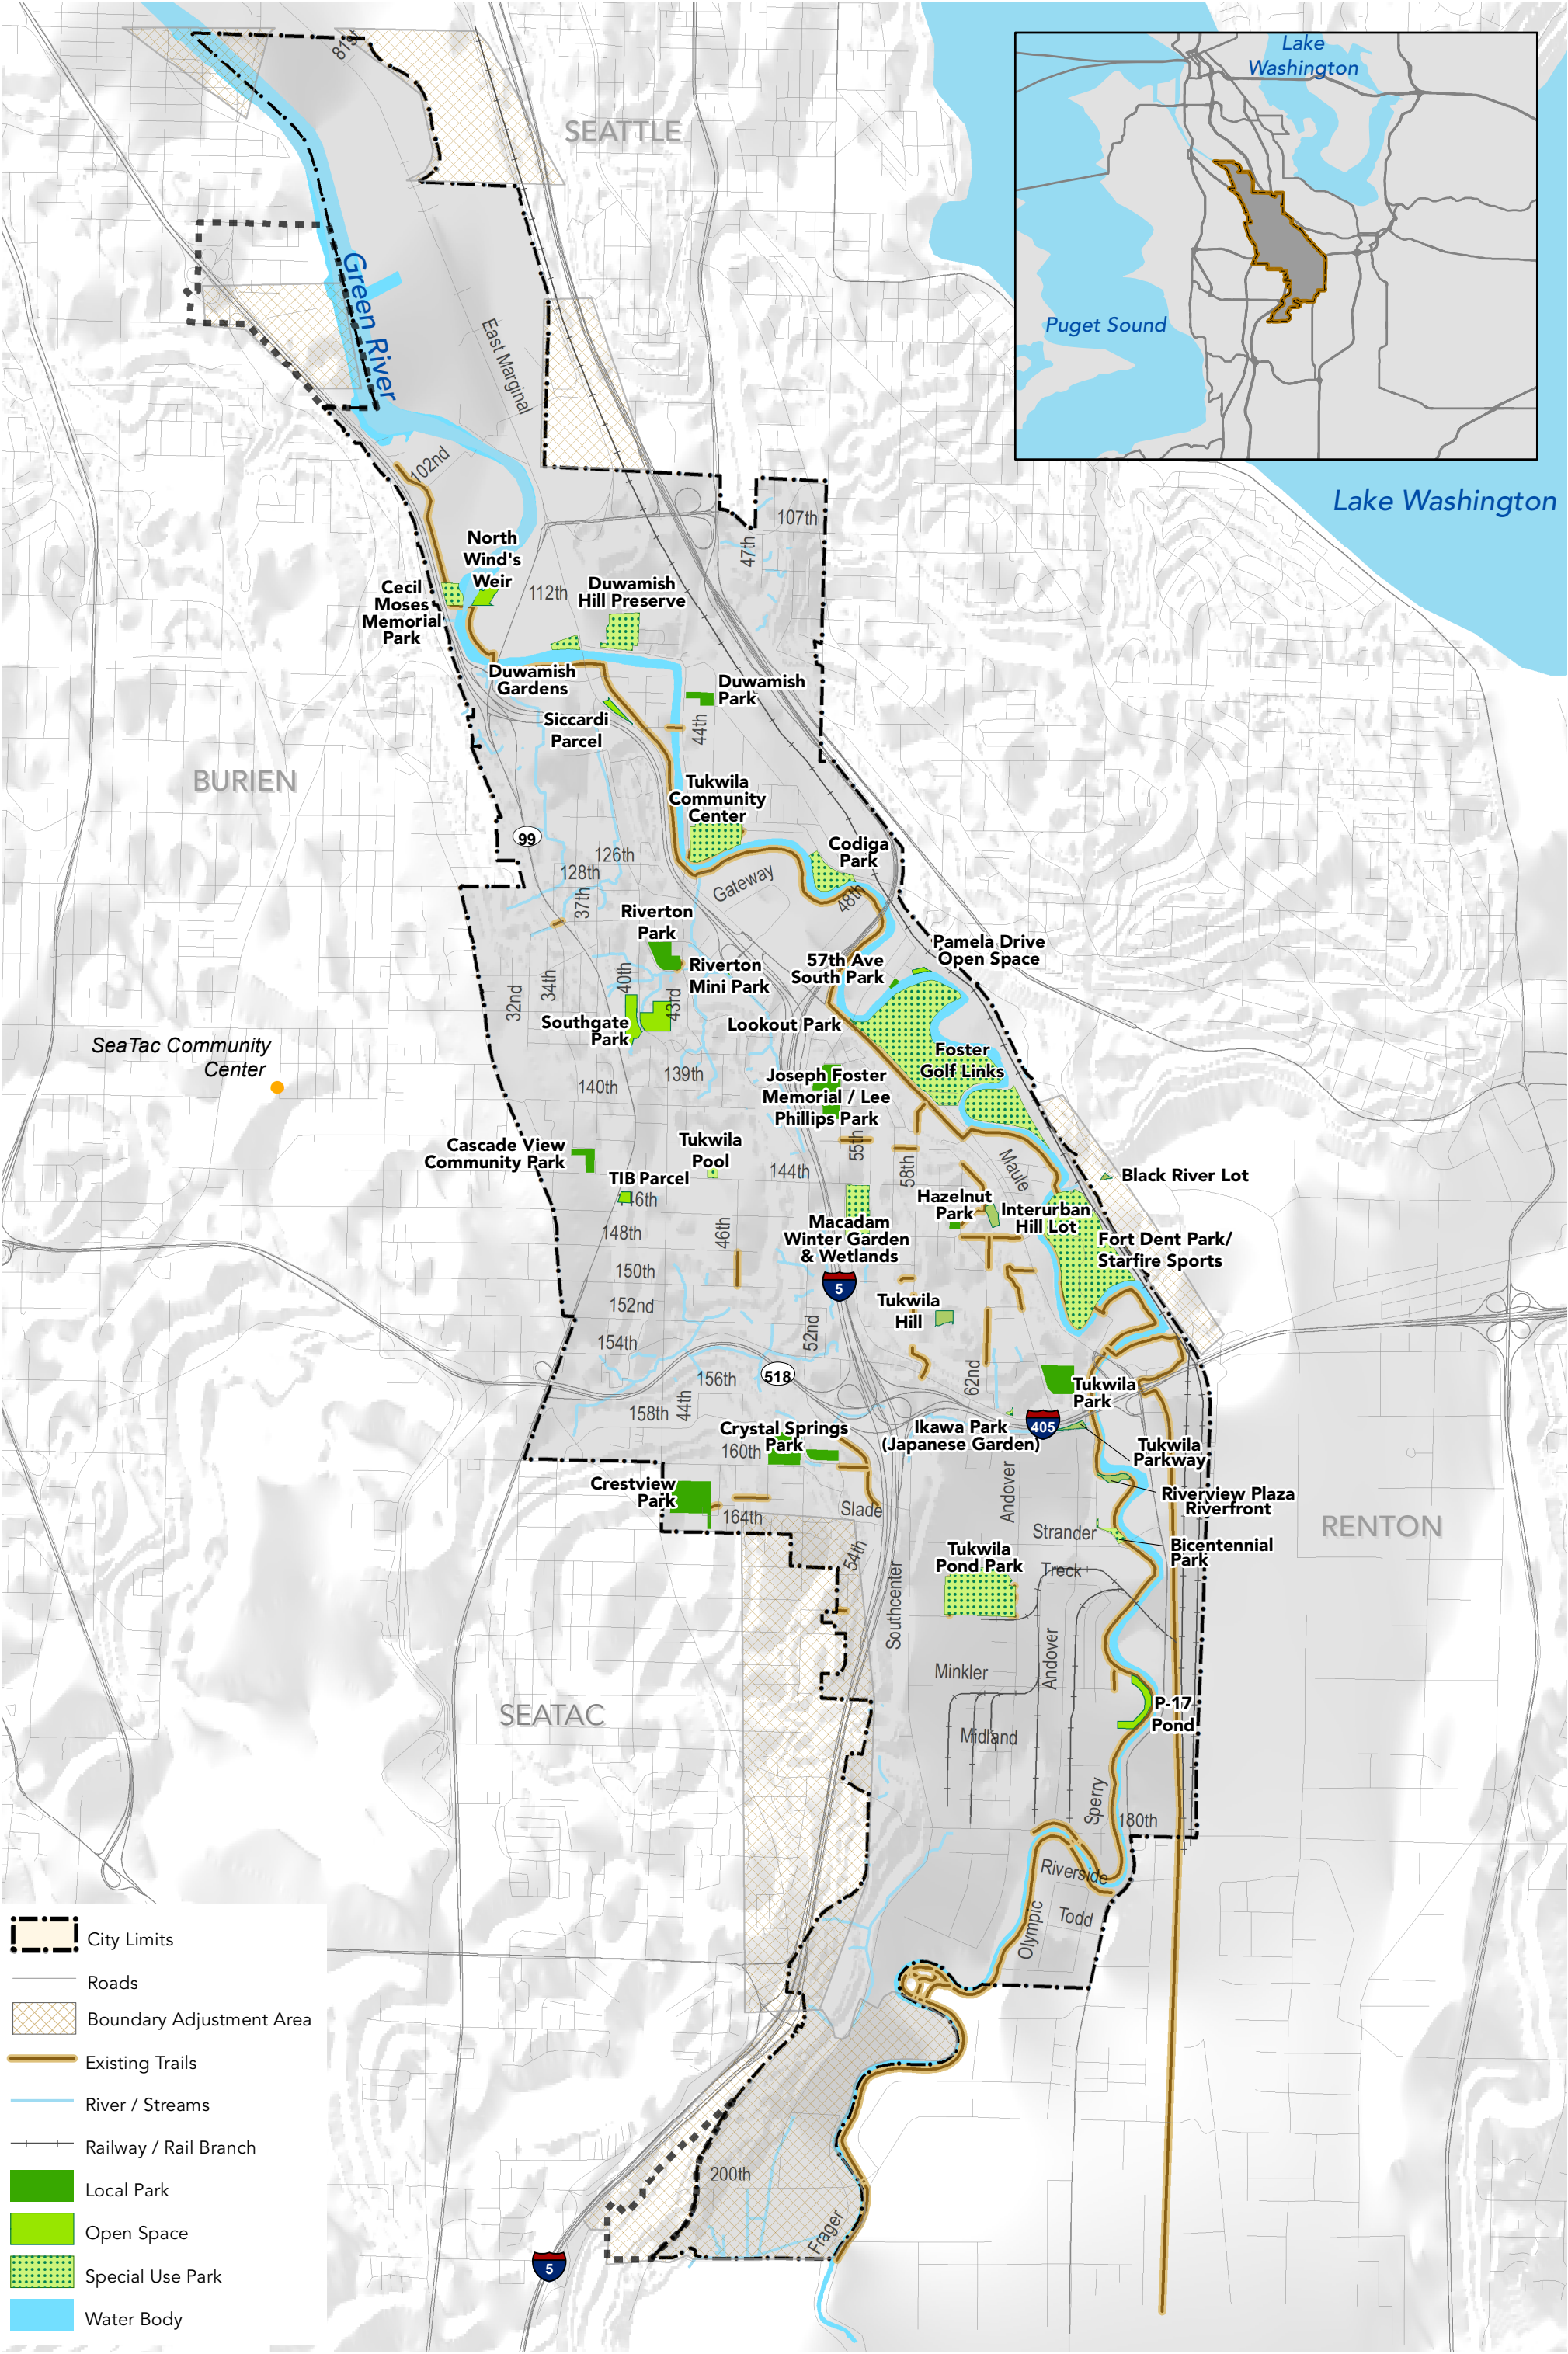 Lake
Washington
Puget Sound
81st
SEATTLE
Green River
East Marginal
Lake Washington
102nd
107th
47th
North
Wind's
Weir
112th
Duwamish
Hill Preserve
Cecil
Moses
Memorial
Park
Duwamish
Gardens
Duwamish
Park
Siccardi
Parcel
44th
BURIEN
Tukwila
Community
Center
99
126th
128th
37th
Gateway
Codiga
Park
48th
Riverton
Park
Riverton
Mini Park
Pamela Drive
Open Space
57th Ave
South Park
32nd
34th
40th
43rd
Southgate
Park
Lookout Park
Foster
Golf Links
SeaTac Community
Center
140th
139th
Joseph Foster
Memorial / Lee
Phillips Park
55th
58th
Maule
Cascade View
Community Park
Tukwila
Pool
144th
TIB Parcel
146th
Black River Lot
Hazelnut
Park
Interurban
Hill Lot
Macadam
Winter Garden
& Wetlands
Fort Dent Park/
Starfire Sports
148th
46th
150th
5
152nd
Tukwila
Hill
52nd
154th
518
156th
62nd
Tukwila
Park
158th
44th
Crystal Springs
Park
160th
Ikawa Park
(Japanese Garden)
405
Tukwila
Parkway
Crestview
Park
164th
Slade
Andover
Riverview Plaza
Riverfront
Strander
Bicentennial
Park
RENTON
54th
Tukwila
Pond Park
Treck
Southcenter
Minkler
Andover
SEATAC
P-17
Pond
Midland
Sperry
180th
Riverside
Olympic
Todd
200th
Frager
5
City Limits
Roads
Boundary Adjustment Area
Existing Trails
River / Streams
Railway / Rail Branch
Local Park
Open Space
Special Use Park
Water Body